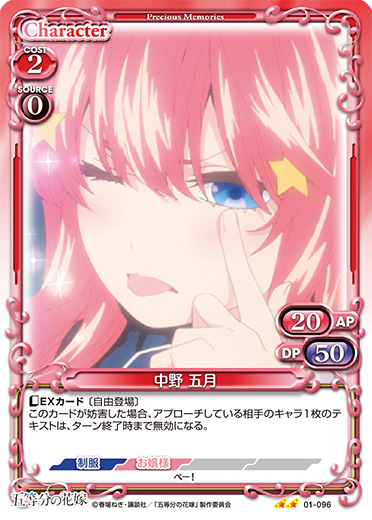 Precious Memories
Character
COST
2
SOURCE
0
20 AP
DP 50
中野 五月
EXカード〔自由登場〕
このカードが妨害した場合、アプローチしている相手のキャラ1枚のテ
キストは、ターン終了時まで無効になる。
制服 お嬢様
べー!
五等分の花嫁
©春場ねぎ・講談社/「五等分の花嫁」製作委員会
01-096